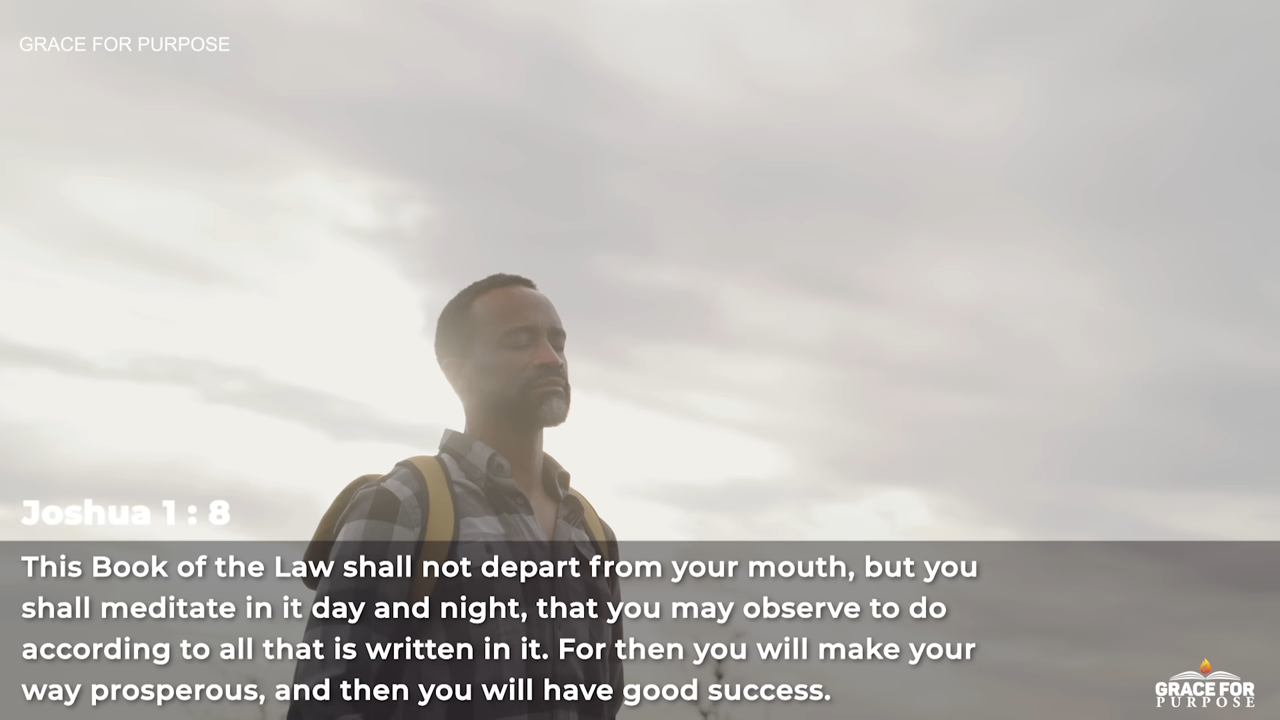 GRACE FOR PURPOSE
Joshua 1 : 8
This Book of the Law shall not depart from your mouth, but you
shall meditate in it day and night, that you may observe to do
according to all that is written in it. For then you will make your
way prosperous, and then you will have good success.
GRACE FOR
PURPOSE